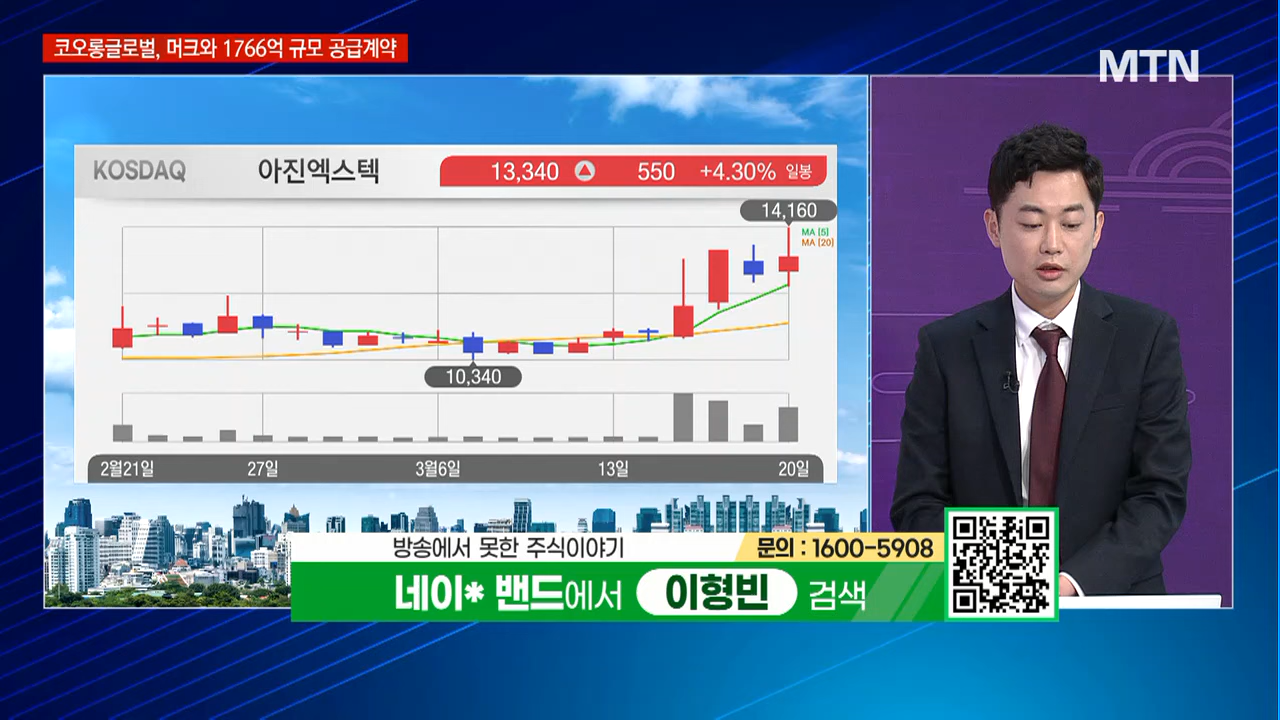 코오롱글로벌, 머크와 1766억 규모 공급계약
MTN
KOSDAQ 아진엑스텍 13,340 550 +4.30% 일봉
14,160
MA [5]
MA [20]
10,340
2월21일 27일 3월6일 13일 20일
방송에서 못한 주식이야기 문의 : 1600-5908
네이* 밴드에서 이형빈 검색